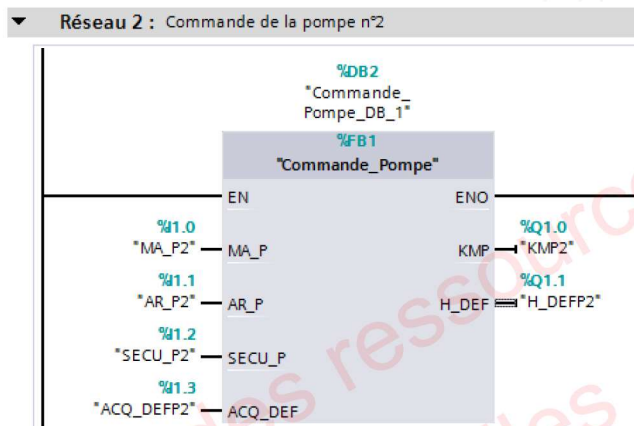 Réseau 2 : Commande de la pompe n°2
%DB2
"Commande_
Pompe_DB_1"
%FB1
"Commande_Pompe"
EN ENO
%I1.0 %Q1.0
"MA_P2" MA_P KMP "KMP2"
%I1.1 %Q1.1
"AR_P2" AR_P H_DEF "H_DEFP2"
%I1.2
"SECU_P2" SECU_P
%I1.3
"ACQ_DEFP2" ACQ_DEF
des ressourc